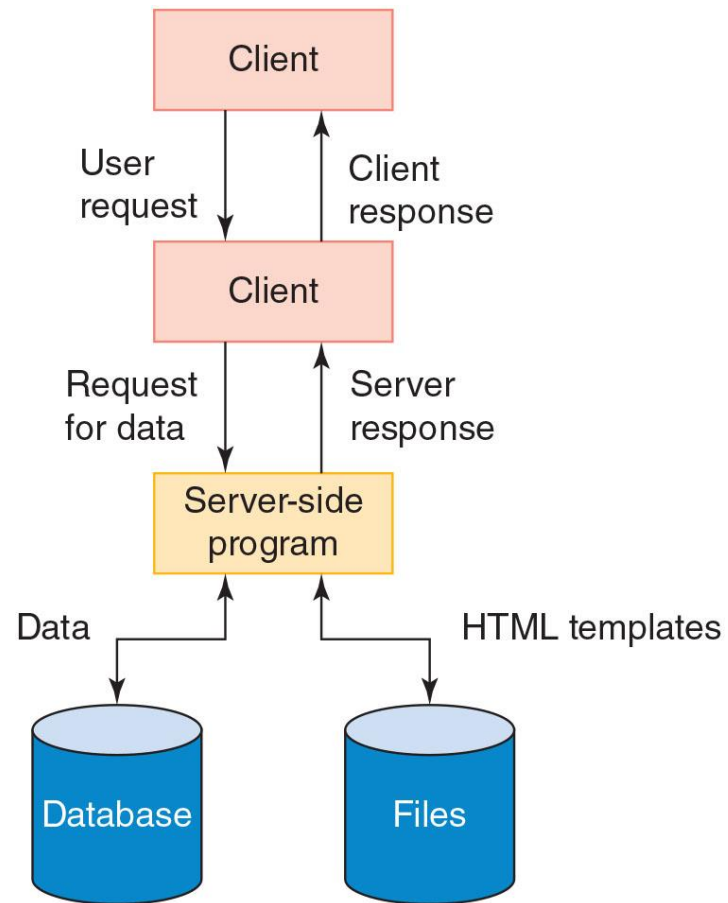 Client
User
request
Client
response
Client
Request
for data
Server
response
Server-side
program
Data
HTML templates
Database
Files